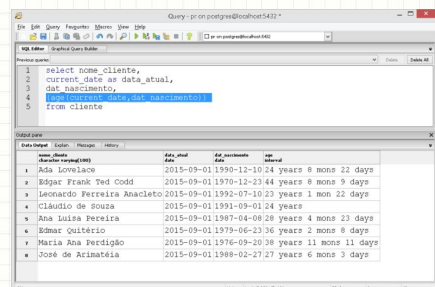 Query - pr on postgres@localhost:5432 *
File Edit Query Favourites Macros View Help
pr on postgres@localhost:5432
SQL Editor Graphical Query Builder
Previous queries Delete Delete All
1 select nome_cliente,
2 current_date as data_atual,
3 dat_nascimento,
4 (age(current_date,dat_nascimento))
5 from cliente
Output pane
Data Output Explain Messages History
nome_cliente character varying(100) data_atual date dat_nascimento date age interval
1 Ada Lovelace 2015-09-01 1990-12-10 24 years 8 mons 22 days
2 Edgar Frank Ted Codd 2015-09-01 1970-12-23 44 years 8 mons 9 days
3 Leonardo Ferreira Anacleto 2015-09-01 1992-07-10 23 years 1 mon 22 days
4 Cláudio de Souza 2015-09-01 1991-09-01 24 years
5 Ana Luisa Pereira 2015-09-01 1987-04-08 28 years 4 mons 23 days
6 Edmar Quitério 2015-09-01 1979-06-23 36 years 2 mons 8 days
7 Maria Ana Perdigão 2015-09-01 1976-09-20 38 years 11 mons 11 days
8 José de Arimatéia 2015-09-01 1988-02-27 27 years 6 mons 3 days